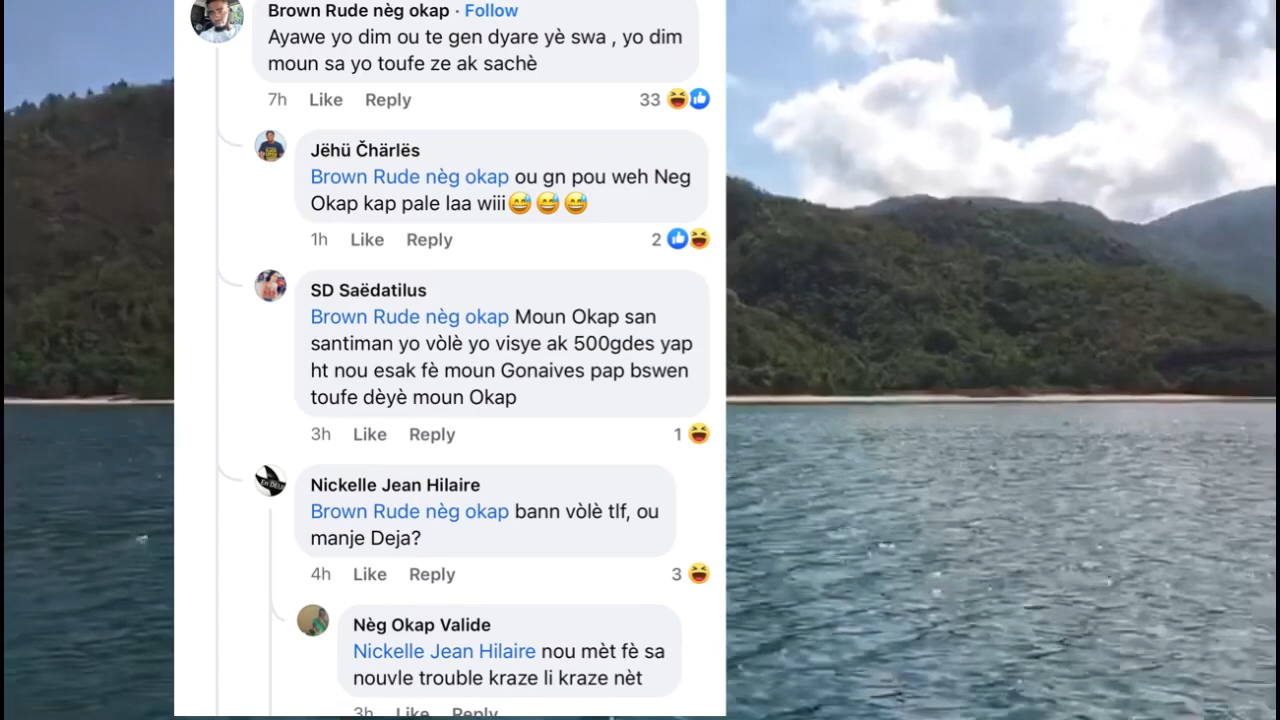 Brown Rude nèg okap · Follow
Ayawe yo dim ou te gen dyare yè swa , yo dim
moun sa yo toufe ze ak sachè
7h Like Reply 33
Jëhü Čhärlës
Brown Rude nèg okap ou gn pou weh Neg
Okap kap pale laa wiii😅😅😅
1h Like Reply 2
SD Saëdatilus
Brown Rude nèg okap Moun Okap san
santiman yo vòlè yo visye ak 500gdes yap
ht nou esak fè moun Gonaives pap bswen
toufe dèyè moun Okap
3h Like Reply 1
Nickelle Jean Hilaire
Brown Rude nèg okap bann vòlè tlf, ou
manje Deja?
4h Like Reply 3
Nèg Okap Valide
Nickelle Jean Hilaire nou mèt fè sa
nouvle trouble kraze li kraze nèt
3h Like Reply